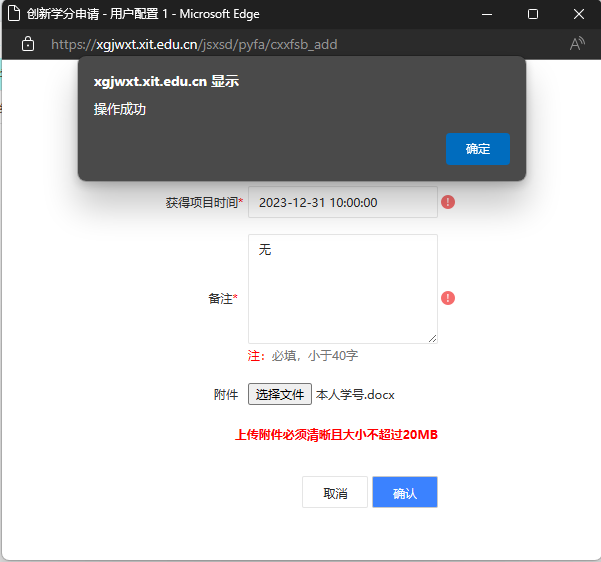 创新学分申请 - 用户配置 1 - Microsoft Edge
https://xgjwxt.xit.edu.cn/jsxsd/pyfa/cxxfsb_add
xgjwxt.xit.edu.cn 显示
操作成功
确定
获得项目时间* 2023-12-31 10:00:00
无
备注*
注：必填，小于40字
附件 选择文件 本人学号.docx
上传附件必须清晰且大小不超过20MB
取消 确认